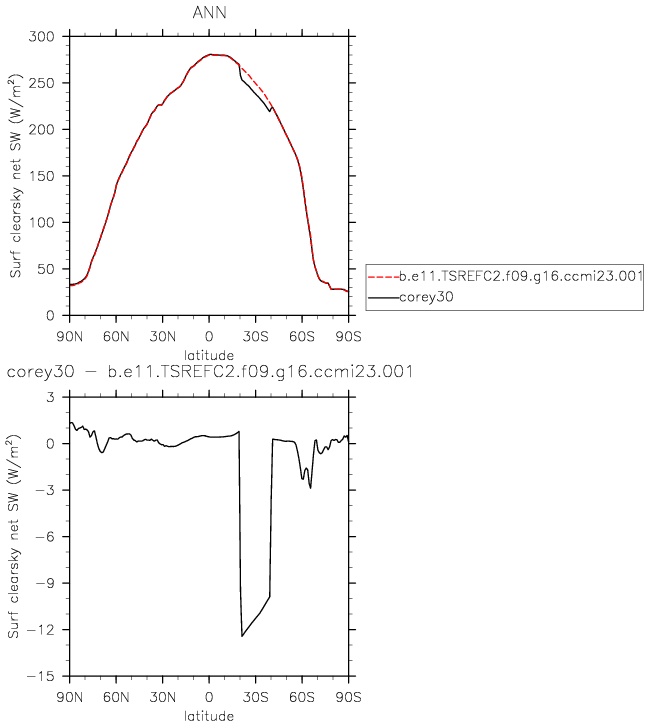 ANN
300
250
200
150
100
50
0
Surf clearsky net SW (W/m²)
90N 60N 30N 0 30S 60S 90S
latitude
b.e11.TSREFC2.f09.g16.ccmi23.001
corey30
corey30 − b.e11.TSREFC2.f09.g16.ccmi23.001
3
0
−3
−6
−9
−12
−15
Surf clearsky net SW (W/m²)
90N 60N 30N 0 30S 60S 90S
latitude